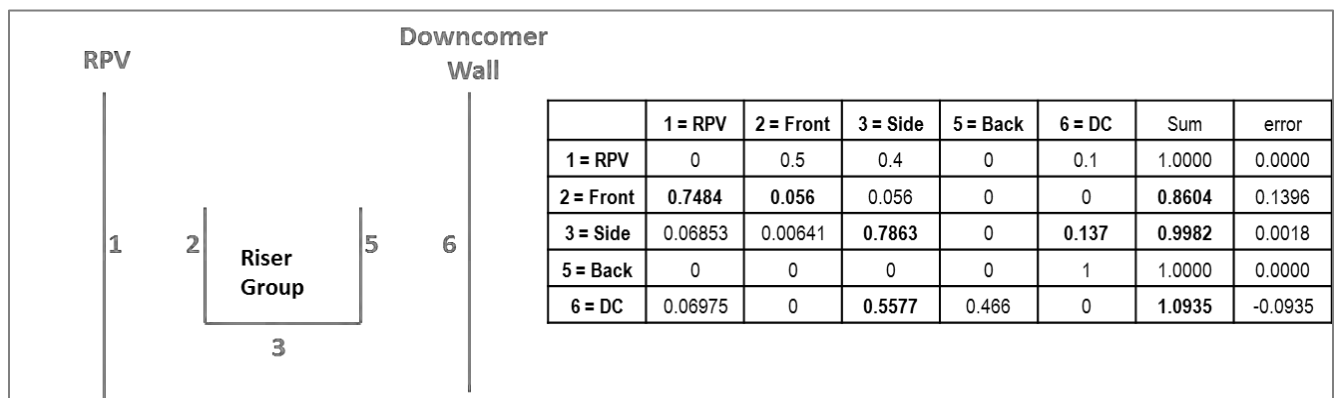 RPV
Downcomer
Wall
1
2
Riser
Group
5
6
3
1 = RPV 2 = Front 3 = Side 5 = Back 6 = DC Sum error
1 = RPV 0 0.5 0.4 0 0.1 1.0000 0.0000
2 = Front 0.7484 0.056 0.056 0 0 0.8604 0.1396
3 = Side 0.06853 0.00641 0.7863 0 0.137 0.9982 0.0018
5 = Back 0 0 0 0 1 1.0000 0.0000
6 = DC 0.06975 0 0.5577 0.466 0 1.0935 -0.0935